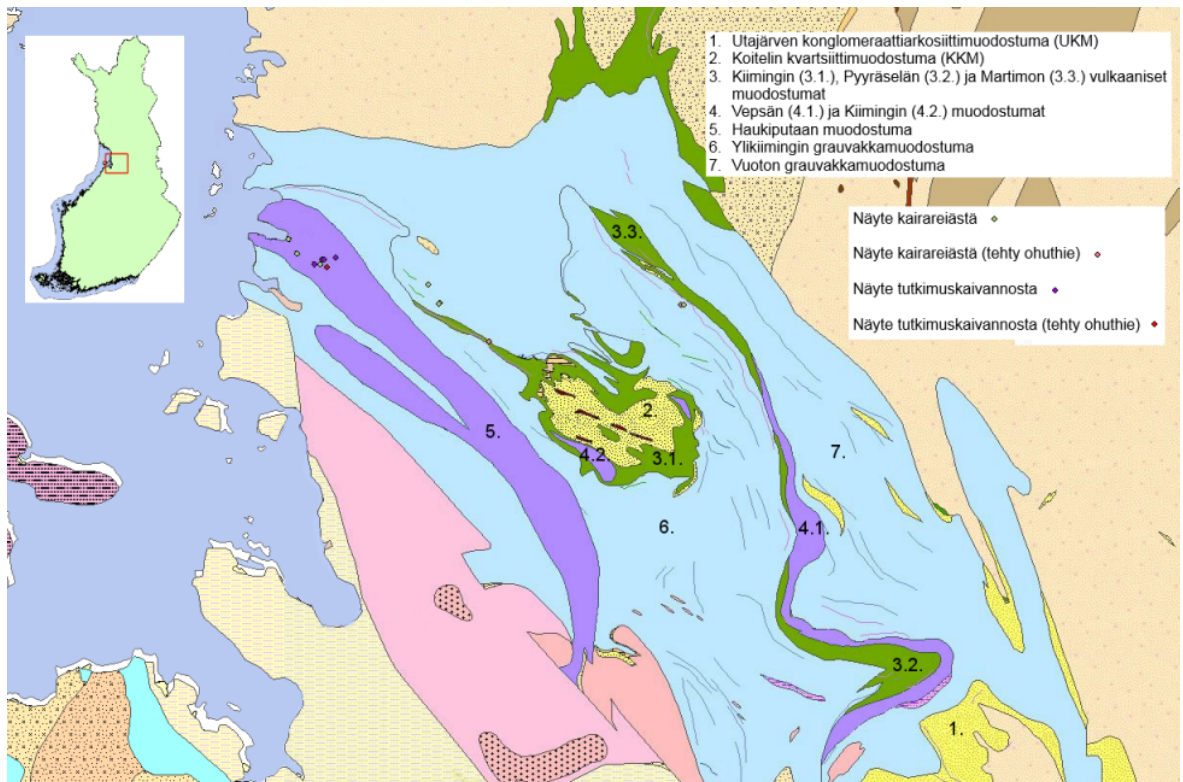 1. Utajärven konglomeraattiarkosiittimuodostuma (UKM)
2. Koitelin kvartsiittimuodostuma (KKM)
3. Kiimingin (3.1.), Pyyräselän (3.2.) ja Martimon (3.3.) vulkaaniset
muodostumat
4. Vepsän (4.1.) ja Kiimingin (4.2.) muodostumat
5. Haukiputaan muodostuma
6. Ylikiimingin grauvakkamuodostuma
7. Vuoton grauvakkamuodostuma
Näyte kairareiästä
Näyte kairareiästä (tehty ohuthie)
Näyte tutkimuskaivannosta
Näyte tutkimuskaivannosta (tehty ohuthie)
3.3.
2.
5.
4.2
3.1.
7.
6.
4.1.
3.2.
1.